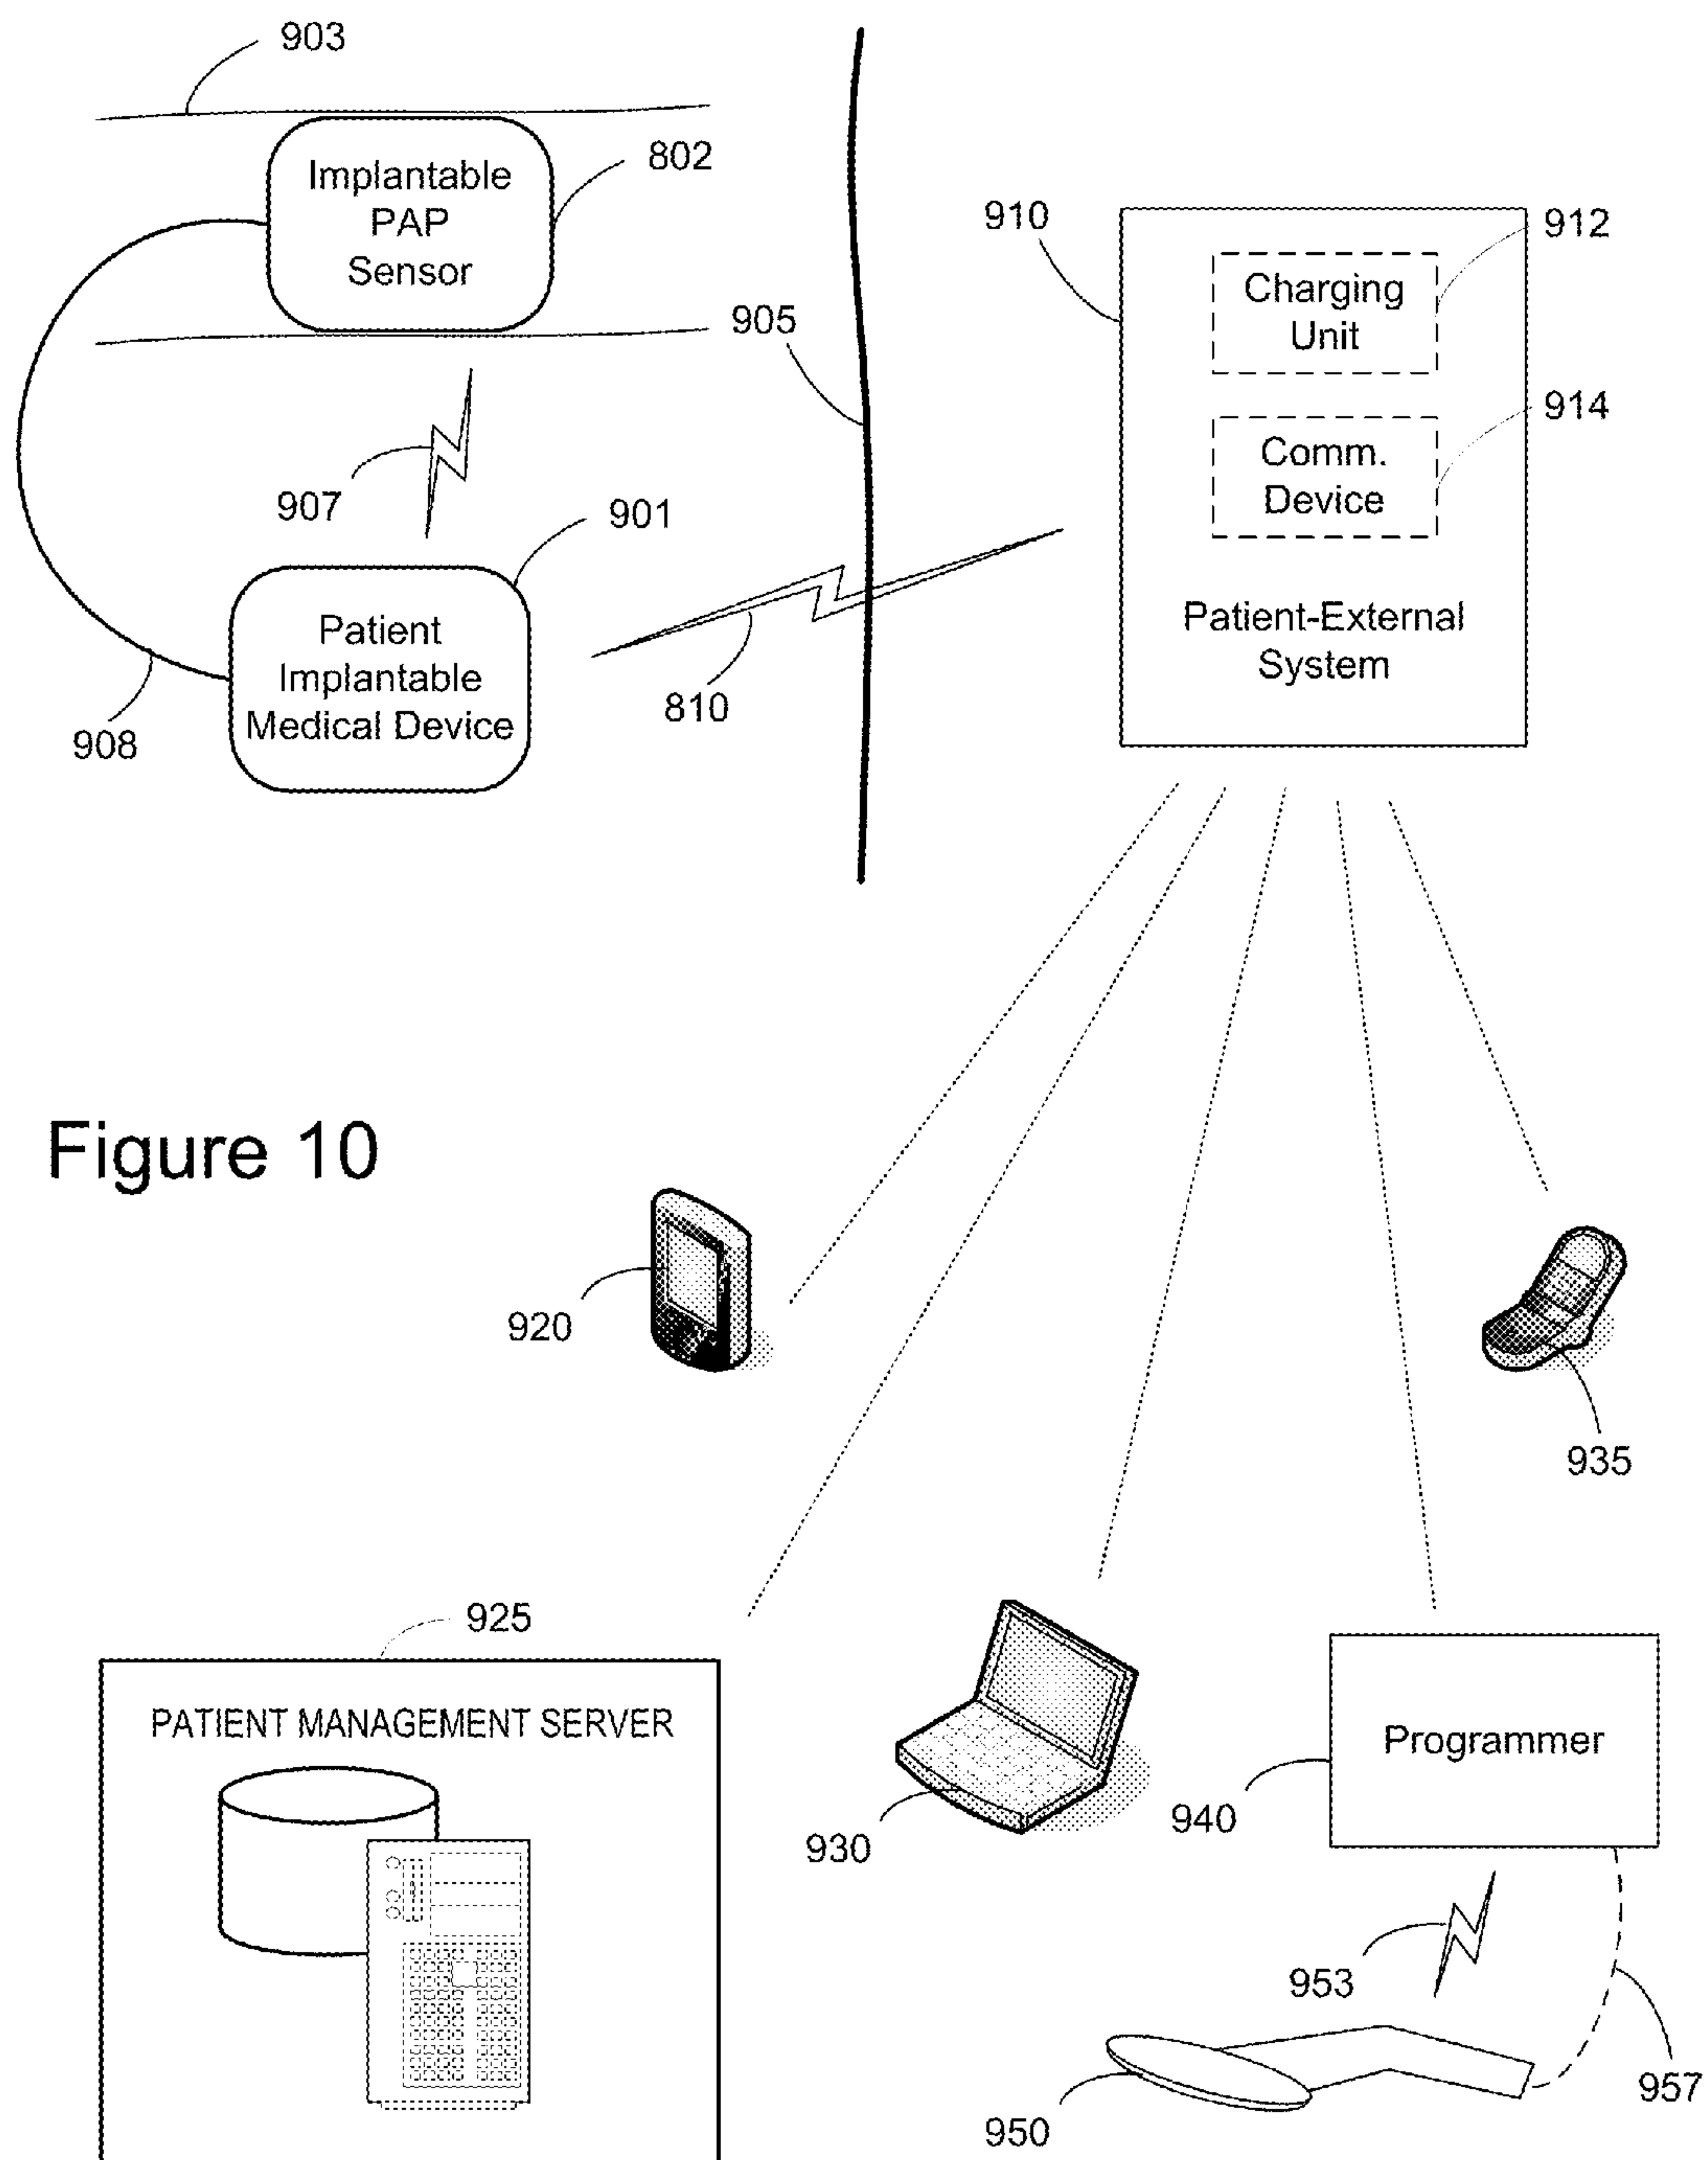 903
Implantable
PAP
Sensor
802
905
907
901
Patient
Implantable
Medical Device
908
810
910
912
Charging
Unit
914
Comm.
Device
Patient-External
System
Figure 10
920
935
925
PATIENT MANAGEMENT SERVER
930
940
Programmer
953
950
957